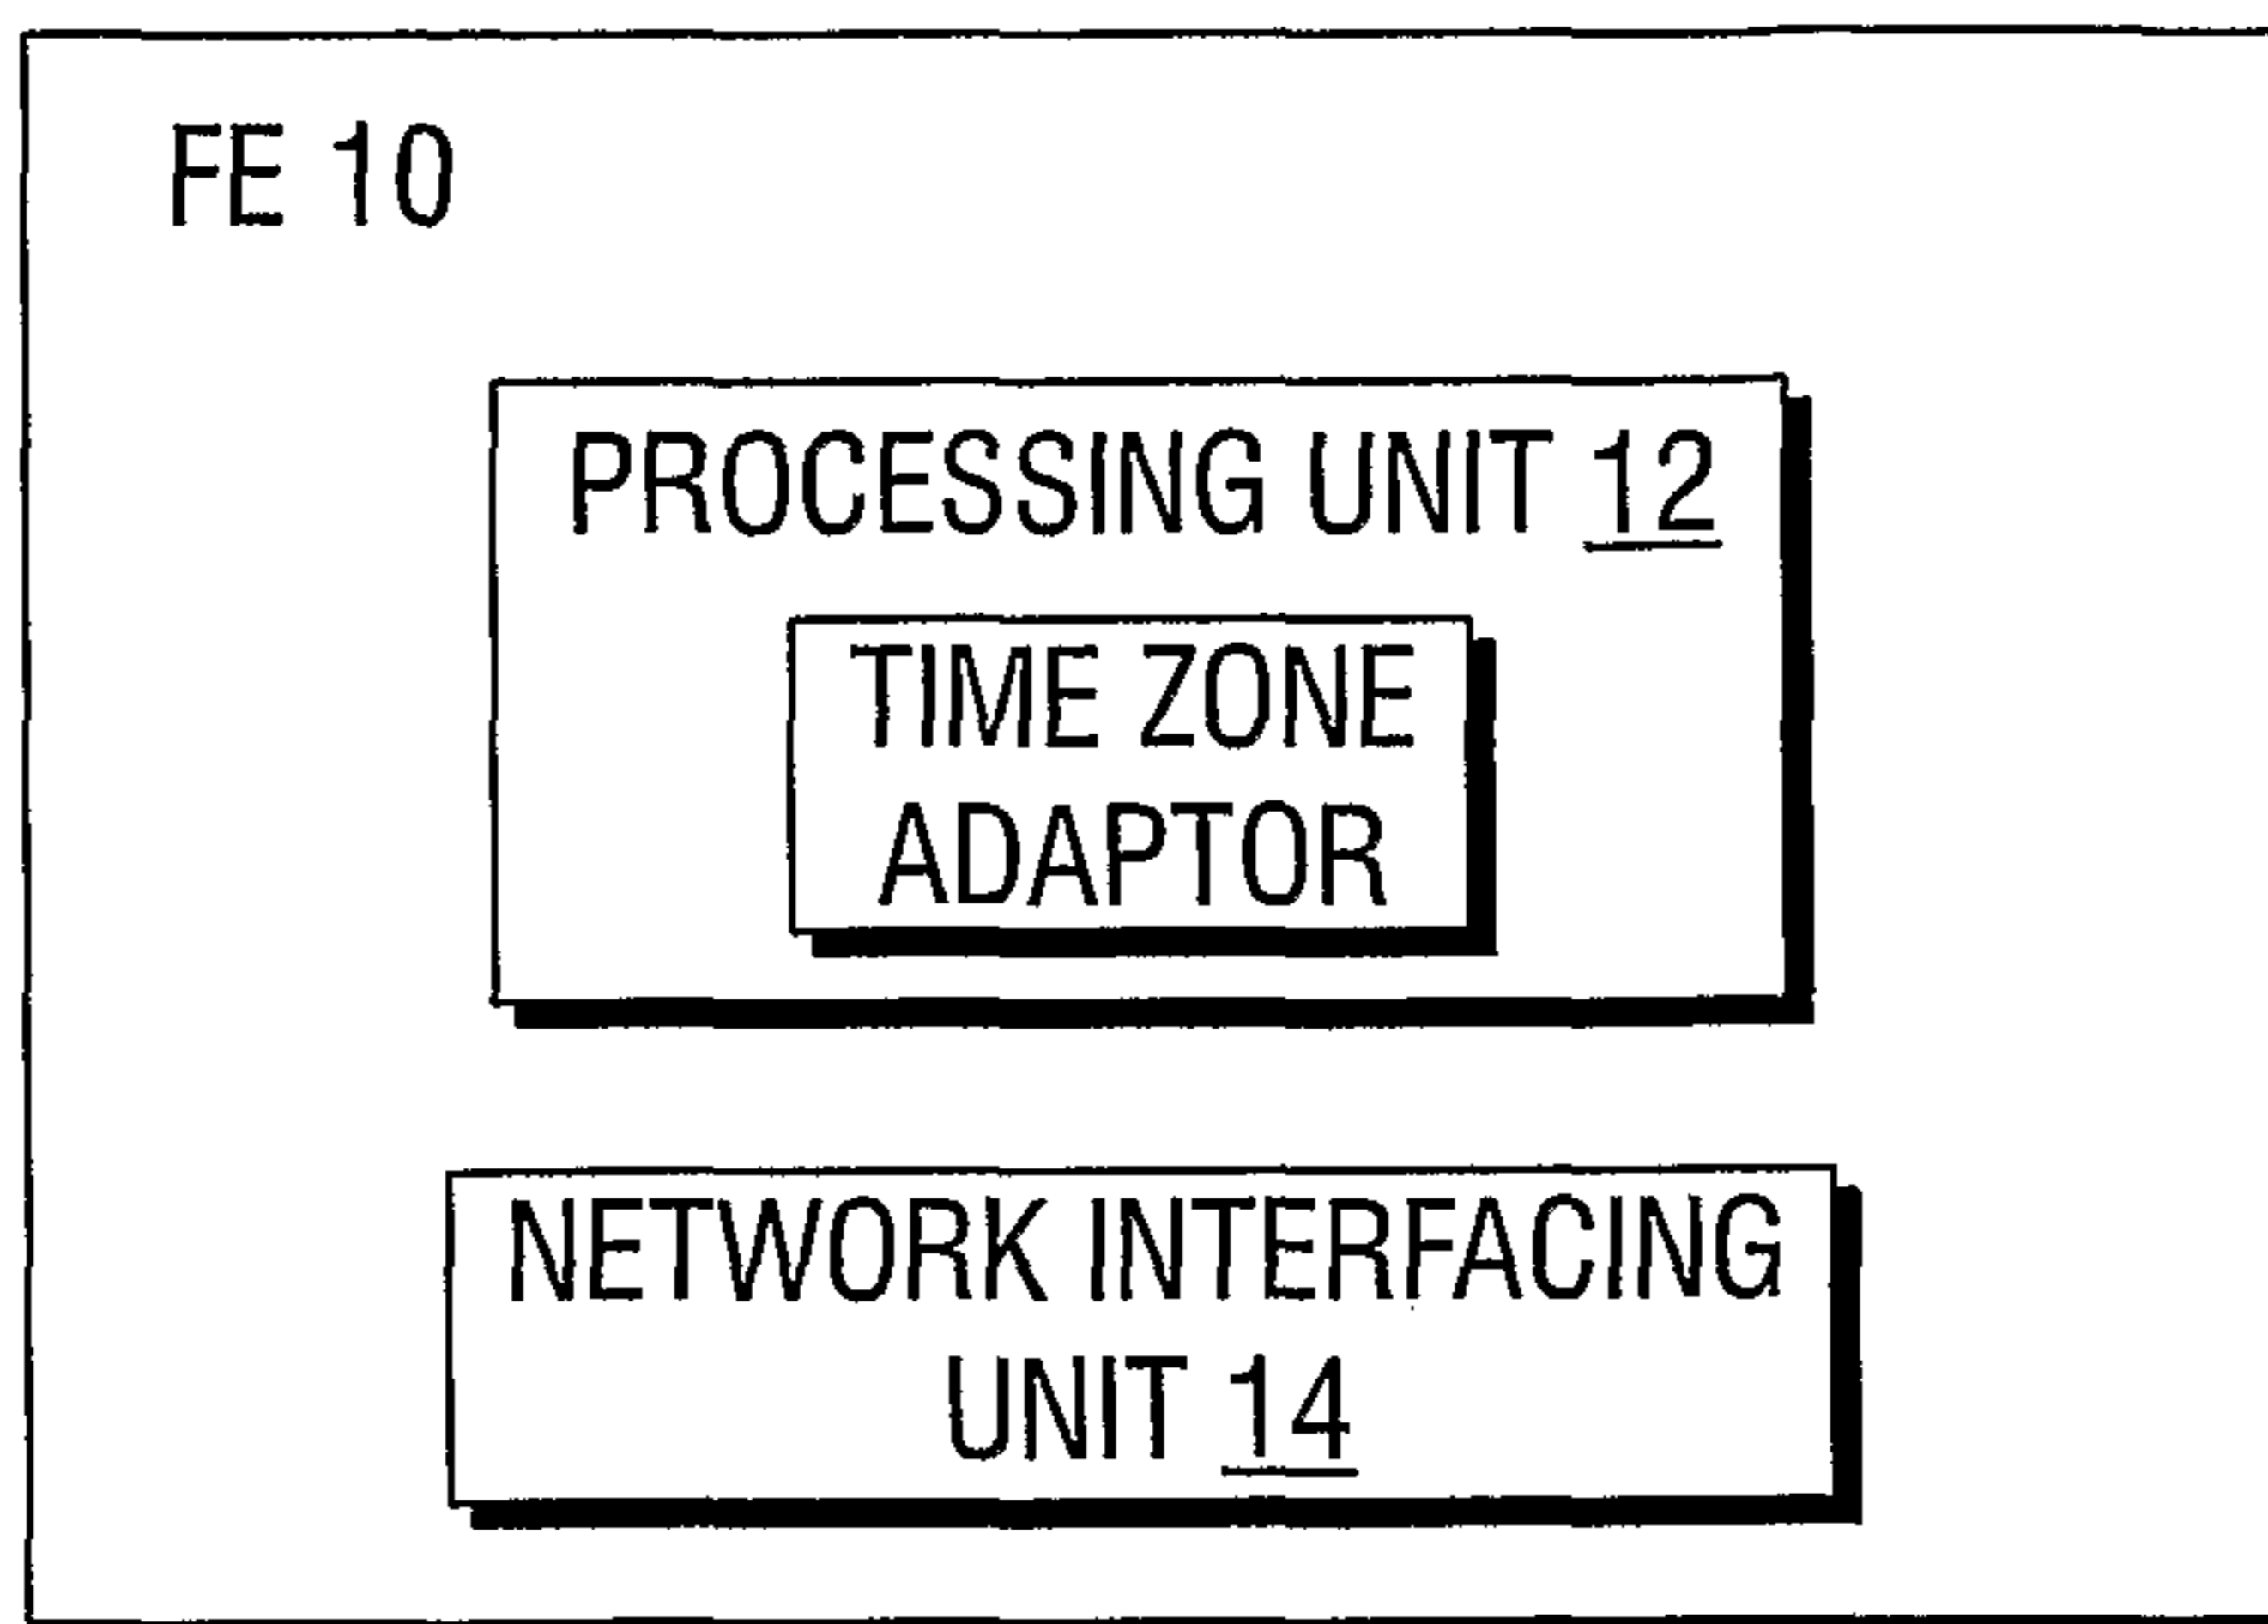 FE 10
PROCESSING UNIT 12
TIME ZONE
ADAPTOR
NETWORK INTERFACING
UNIT 14